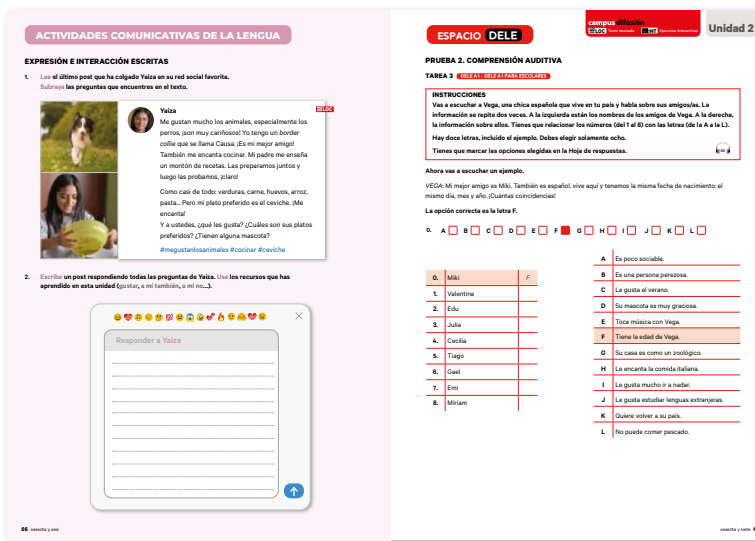 ACTIVIDADES COMUNICATIVAS DE LA LENGUA
EXPRESIÓN E INTERACCIÓN ESCRITAS
1. Lee el último post que ha colgado Yaiza en su red social favorita.
Subraya las preguntas que encuentres en el texto.
LOC
Yaiza
Me gustan mucho los animales, especialmente los
perros, ¡son muy cariñosos! Yo tengo un border
collie que se llama Causa. ¡Es mi mejor amigo!
También me encanta cocinar. Mi padre me enseña
un montón de recetas. Las preparamos juntos y
luego las probamos, ¡claro!
Como casi de todo: verduras, carne, huevos, arroz,
pasta... Pero mi plato preferido es el ceviche. ¡Me
encanta!
Y a ustedes, ¿qué les gusta? ¿Cuáles son sus platos
preferidos? ¿Tienen alguna mascota?
#megustanlosanimales #cocinar #ceviche
2. Escribe un post respondiendo todas las preguntas de Yaiza. Usa los recursos que has
aprendido en esta unidad (gustar, a mí también, a mí no...).
Responder a Yaiza
66 sesenta y seis
campus difusión
LOC Texto locutado INT Ejercicios interactivos
Unidad 2
ESPACIO DELE
PRUEBA 2. COMPRENSIÓN AUDITIVA
TAREA 3 DELE A1 - DELE A1 PARA ESCOLARES
INSTRUCCIONES
Vas a escuchar a Vega, una chica española que vive en tu país y habla sobre sus amigos/as. La
información se repite dos veces. A la izquierda están los nombres de los amigos de Vega. A la derecha,
la información sobre ellos. Tienes que relacionar los números (del 1 al 8) con las letras (de la A a la L).
Hay doce letras, incluido el ejemplo. Debes elegir solamente ocho.
Tienes que marcar las opciones elegidas en la Hoja de respuestas.
Ahora vas a escuchar un ejemplo.
VEGA: Mi mejor amigo es Miki. También es español, vive aquí y tenemos la misma fecha de nacimiento: el
mismo día, mes y año. ¡Cuántas coincidencias!
La opción correcta es la letra F.
0. A B C D E F G H I J K L
0. Miki F
1. Valentina
2. Edu
3. Julia
4. Cecilia
5. Tiago
6. Gael
7. Emi
8. Miriam
A Es poco sociable.
B Es una persona perezosa.
C Le gusta el verano.
D Su mascota es muy graciosa.
E Toca música con Vega.
F Tiene la edad de Vega.
G Su casa es como un zoológico.
H Le encanta la comida italiana.
I Le gusta mucho ir a nadar.
J Le gusta estudiar lenguas extranjeras.
K Quiere volver a su país.
L No puede comer pescado.
sesenta y siete